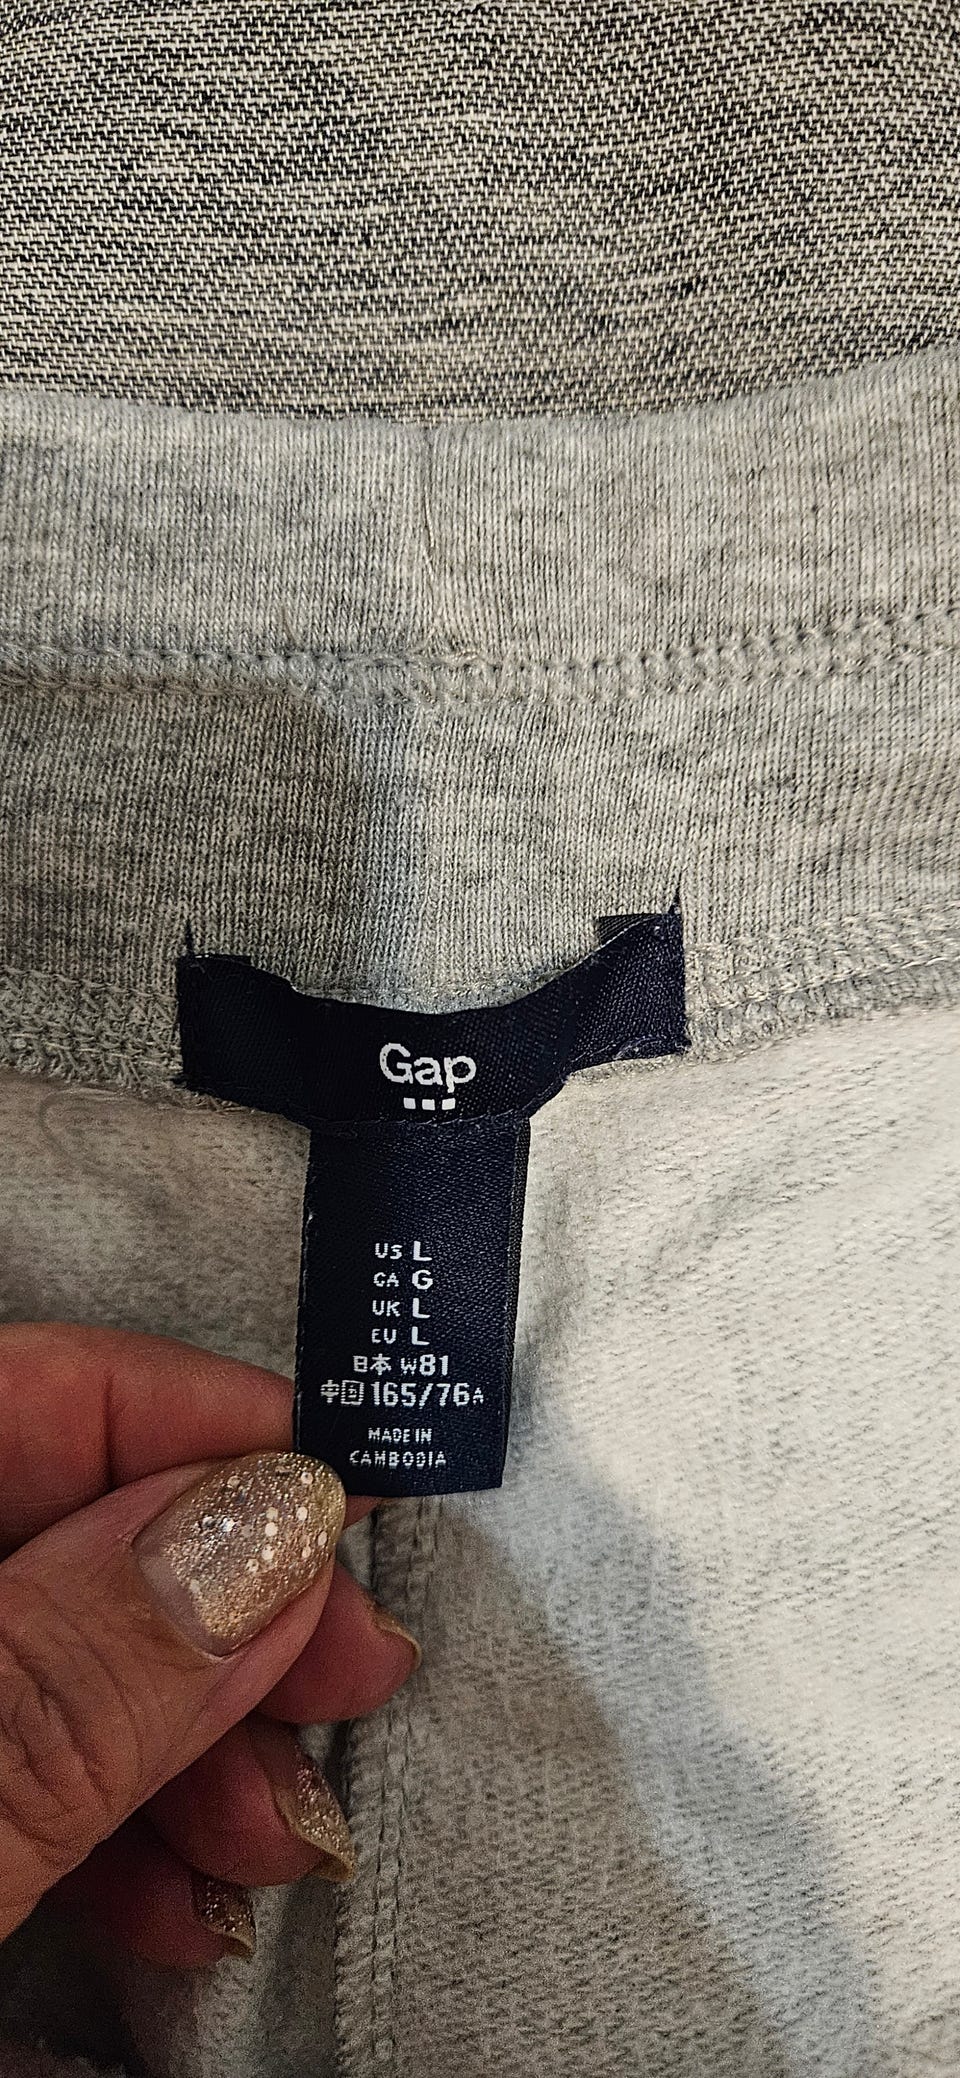 Gap
US L
CA G
UK L
EU L
日本 W81
中国 165/76A
MADE IN
CAMBODIA